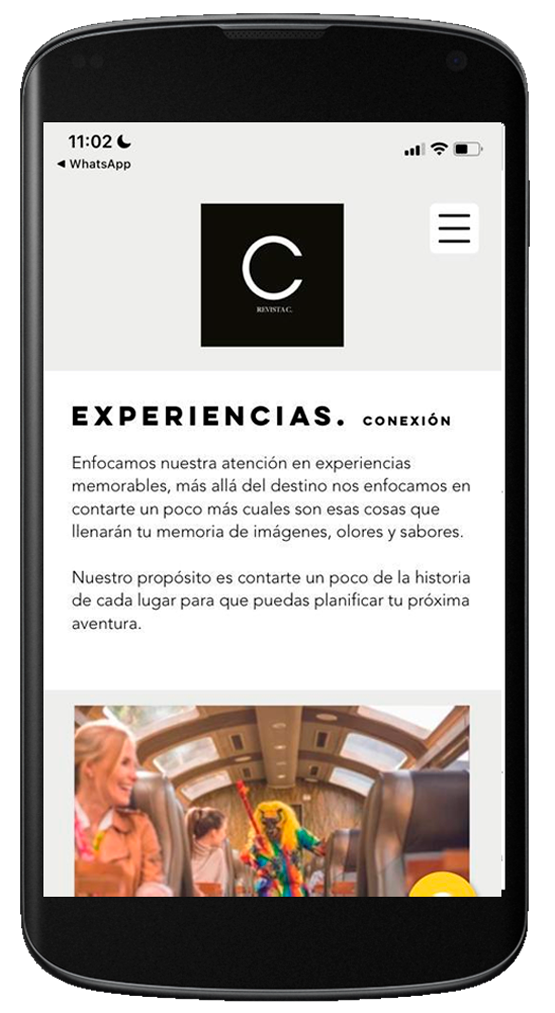 11:02
◀ WhatsApp
C
REVISTA C.
EXPERIENCIAS. CONEXIÓN
Enfocamos nuestra atención en experiencias
memorables, más allá del destino nos enfocamos en
contarte un poco más cuales son esas cosas que
llenarán tu memoria de imágenes, olores y sabores.
Nuestro propósito es contarte un poco de la historia
de cada lugar para que puedas planificar tu próxima
aventura.